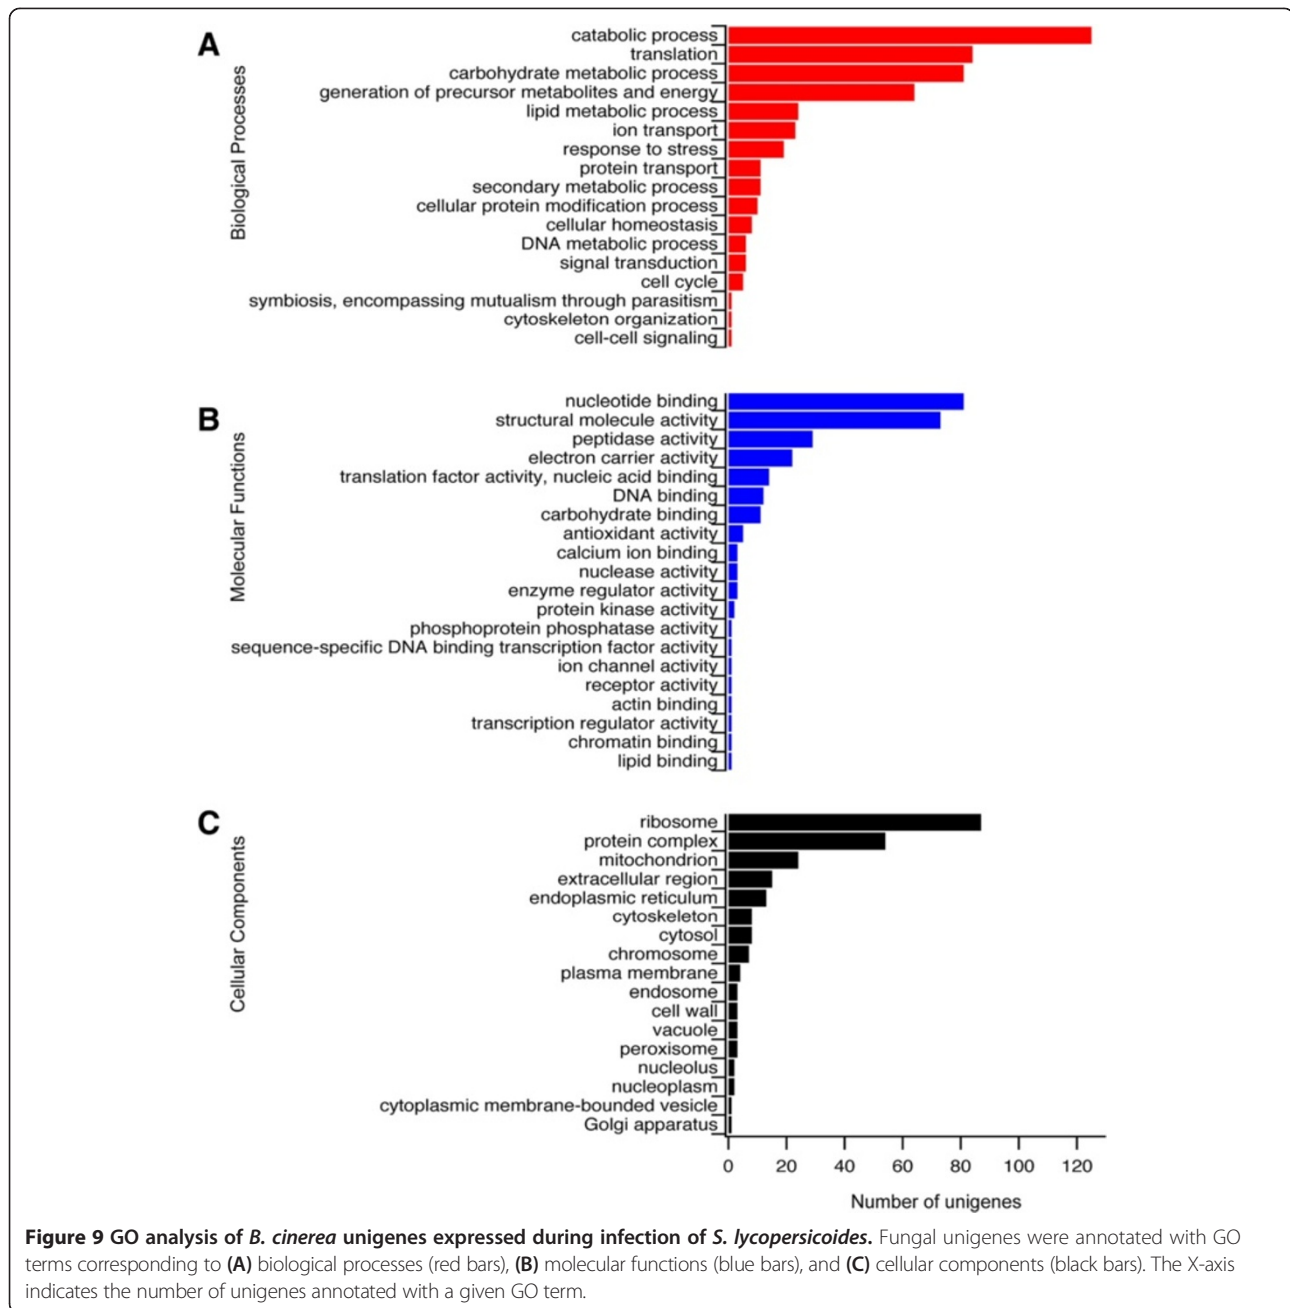 A
Biological Processes
catabolic process
translation
carbohydrate metabolic process
generation of precursor metabolites and energy
lipid metabolic process
ion transport
response to stress
protein transport
secondary metabolic process
cellular protein modification process
cellular homeostasis
DNA metabolic process
signal transduction
cell cycle
symbiosis, encompassing mutualism through parasitism
cytoskeleton organization
cell-cell signaling
B
Molecular Functions
nucleotide binding
structural molecule activity
peptidase activity
electron carrier activity
translation factor activity, nucleic acid binding
DNA binding
carbohydrate binding
antioxidant activity
calcium ion binding
nuclease activity
enzyme regulator activity
protein kinase activity
phosphoprotein phosphatase activity
sequence-specific DNA binding transcription factor activity
ion channel activity
receptor activity
actin binding
transcription regulator activity
chromatin binding
lipid binding
C
Cellular Components
ribosome
protein complex
mitochondrion
extracellular region
endoplasmic reticulum
cytoskeleton
cytosol
chromosome
plasma membrane
endosome
cell wall
vacuole
peroxisome
nucleolus
nucleoplasm
cytoplasmic membrane-bounded vesicle
Golgi apparatus
0 20 40 60 80 100 120
Number of unigenes
Figure 9 GO analysis of B. cinerea unigenes expressed during infection of S. lycopersicoides. Fungal unigenes were annotated with GO
terms corresponding to (A) biological processes (red bars), (B) molecular functions (blue bars), and (C) cellular components (black bars). The X-axis
indicates the number of unigenes annotated with a given GO term.